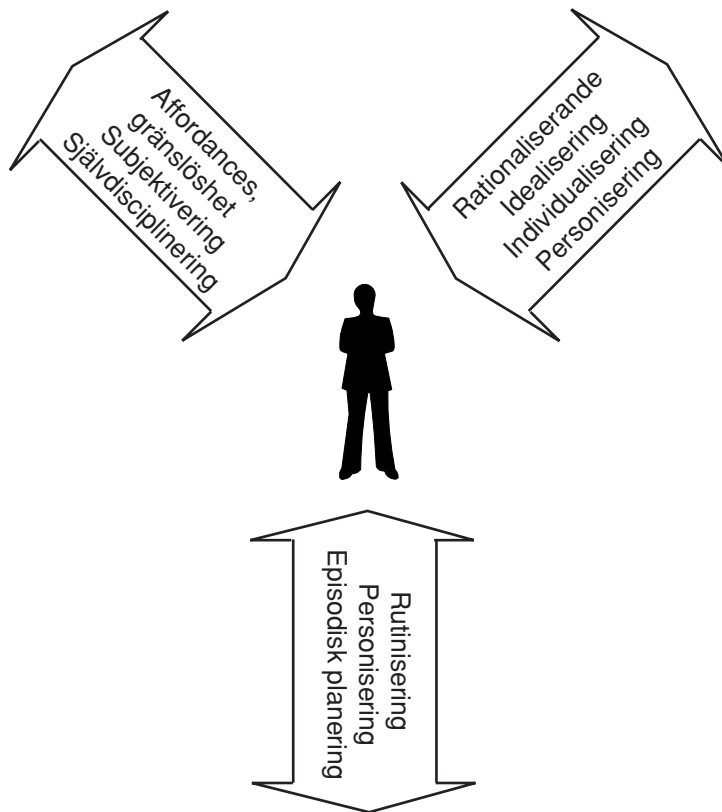 Affordances,
gränslöshet
Subjektivering
Självdisciplinering
Rationaliserande
Idealisering
Individualisering
Personisering
Rutinisering
Personisering
Episodisk planering